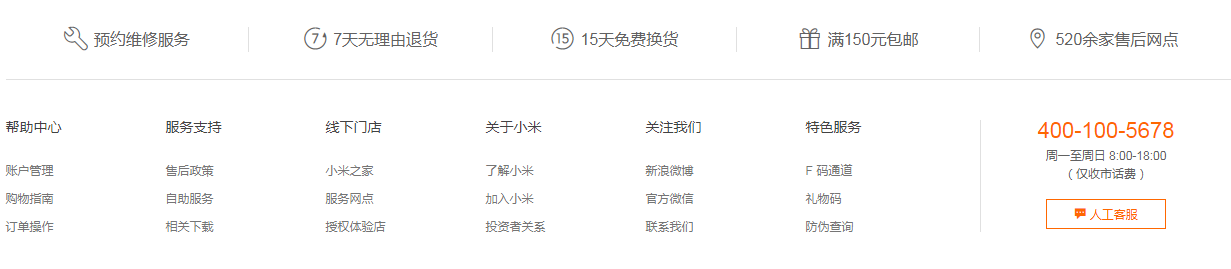 预约维修服务
7 7天无理由退货
15 15天免费换货
满150元包邮
520余家售后网点
帮助中心
账户管理
购物指南
订单操作
服务支持
售后政策
自助服务
相关下载
线下门店
小米之家
服务网点
授权体验店
关于小米
了解小米
加入小米
投资者关系
关注我们
新浪微博
官方微信
联系我们
特色服务
F 码通道
礼物码
防伪查询
400-100-5678
周一至周日 8:00-18:00
（仅收市话费）
人工客服